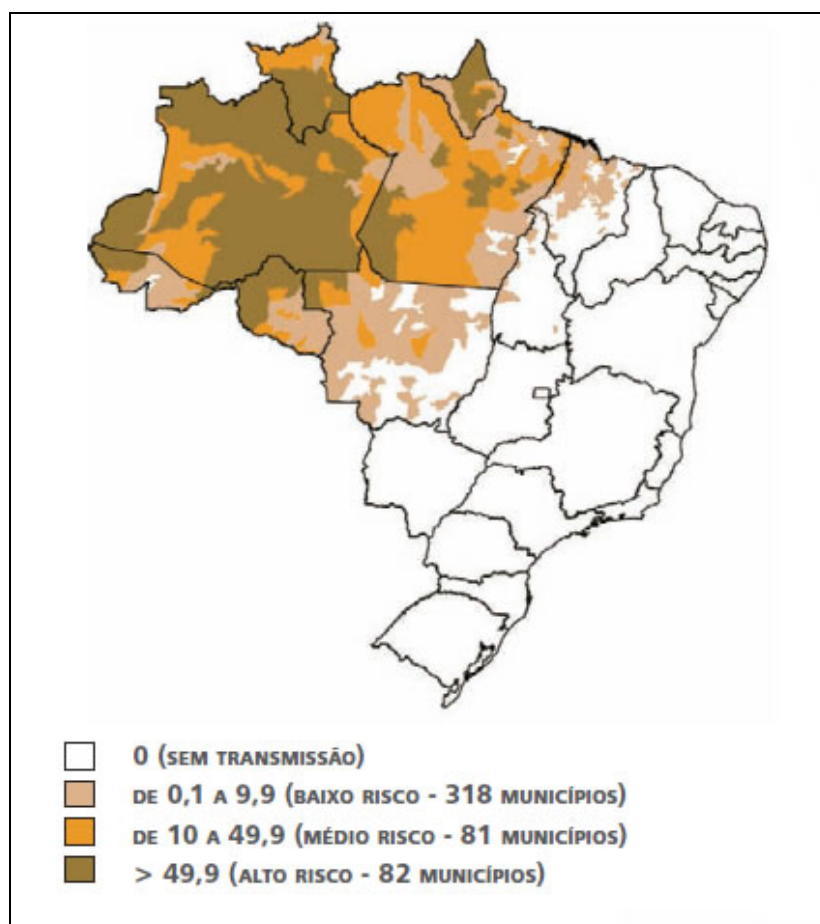 0 (SEM TRANSMISSÃO)
DE 0,1 A 9,9 (BAIXO RISCO - 318 MUNICÍPIOS)
DE 10 A 49,9 (MÉDIO RISCO - 81 MUNICÍPIOS)
> 49,9 (ALTO RISCO - 82 MUNICÍPIOS)